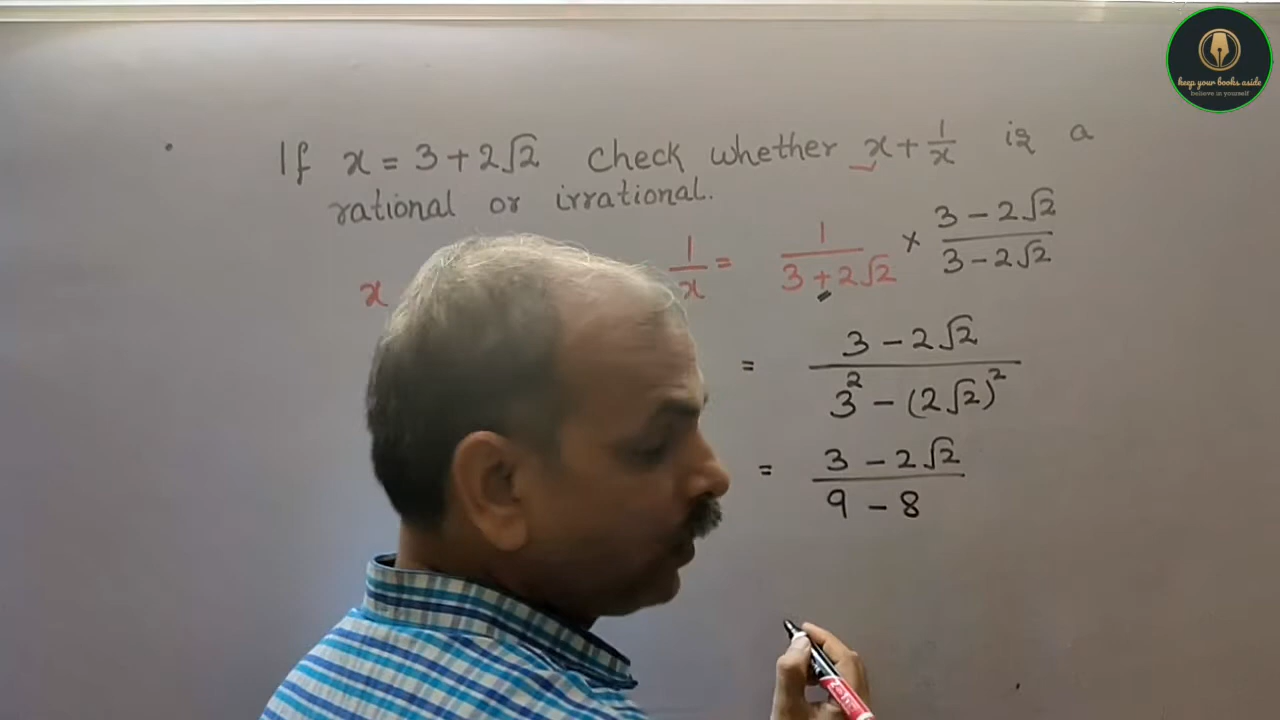 keep your books aside
believe in yourself
If x = 3 + 2√2 Check whether x + 1/x is a
rational or irrational.
x
1/x = 1/(3 + 2√2) × (3 − 2√2)/(3 − 2√2)
= (3 − 2√2)/(3² − (2√2)²)
= (3 − 2√2)/(9 − 8)